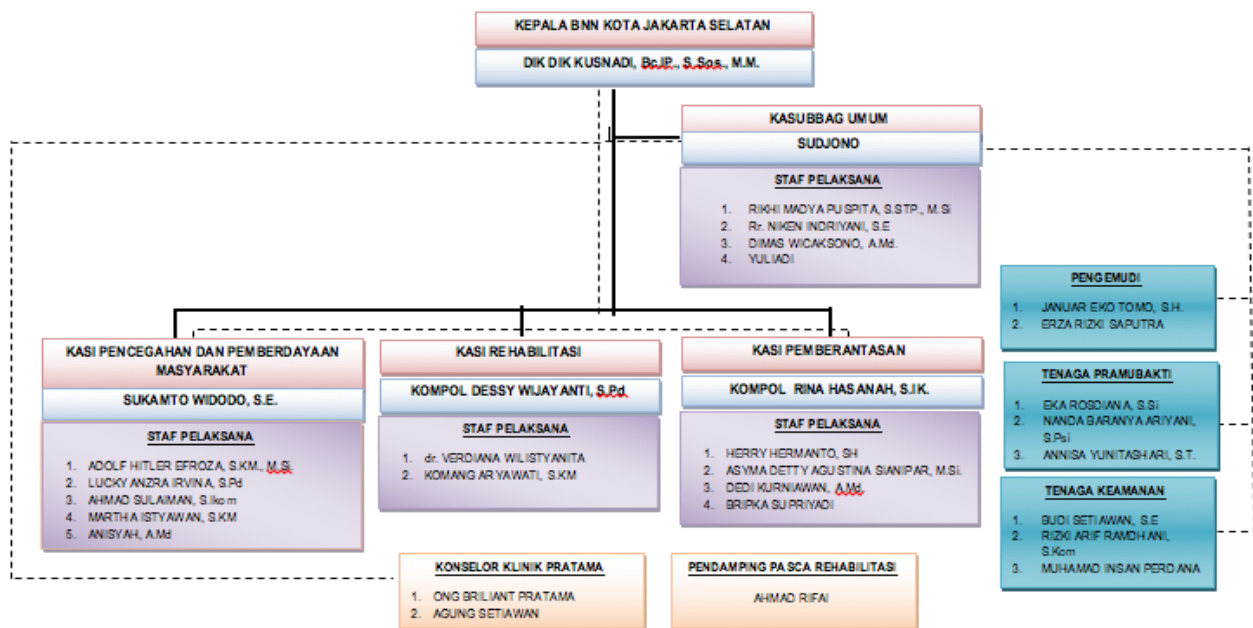 KEPALA BNN KOTA JAKARTA SELATAN
DIK DIK KUSNADI, Bc.IP., S.Sos., M.M.
KASUBBAG UMUM
SUDJONO
STAF PELAKSANA
1. RIKHI MADYA PUSPITA, S.STP., M.Si
2. Rr. NIKEN INDRIYANI, S.E
3. DIMAS WICAKSONO, A.Md.
4. YULIADI
PENGEMUDI
1. JANUAR EKO TOMO, S.H.
2. ERZA RIZKI SAPUTRA
TENAGA PRAMUBAKTI
1. EKA ROSDIANA, S.Si
2. NANDA BARANYA ARIYANI,
S.Psi
3. ANNISA YUNITASHARI, S.T.
TENAGA KEAMANAN
1. BUDI SETIAWAN, S.E
2. RIZKI ARIF RAMDHANI,
S.Kom
3. MUHAMAD INSAN PERDANA
KASI PENCEGAHAN DAN PEMBERDAYAAN
MASYARAKAT
SUKAMTO WIDODO, S.E.
STAF PELAKSANA
1. ADOLF HITLER EFROZA, S.KM., M.Si.
2. LUCKY ANZRA IRVINA, S.Pd
3. AHMAD SULAIMAN, S.Ikom
4. MARTHA ISTYAWAN, S.KM
5. ANISYAH, A.Md
KASI REHABILITASI
KOMPOL DESSY WIJAYANTI, S.Pd
STAF PELAKSANA
1. dr. VERDIANA WILISTYANITA
2. KOMANG ARYAWATI, S.KM
KASI PEMBERANTASAN
KOMPOL RINA HASANAH, S.IK.
STAF PELAKSANA
1. HERRY HERMANTO, SH
2. ASYMA DETTY AGUSTINA SIANIPAR, M.Si.
3. DEDI KURNIAWAN, A.Md.
4. BRIPKA SUPRIYADI
KONSELOR KLINIK PRATAMA
1. ONG BRILIANT PRATAMA
2. AGUNG SETIAWAN
PENDAMPING PASCA REHABILITASI
AHMAD RIFAI